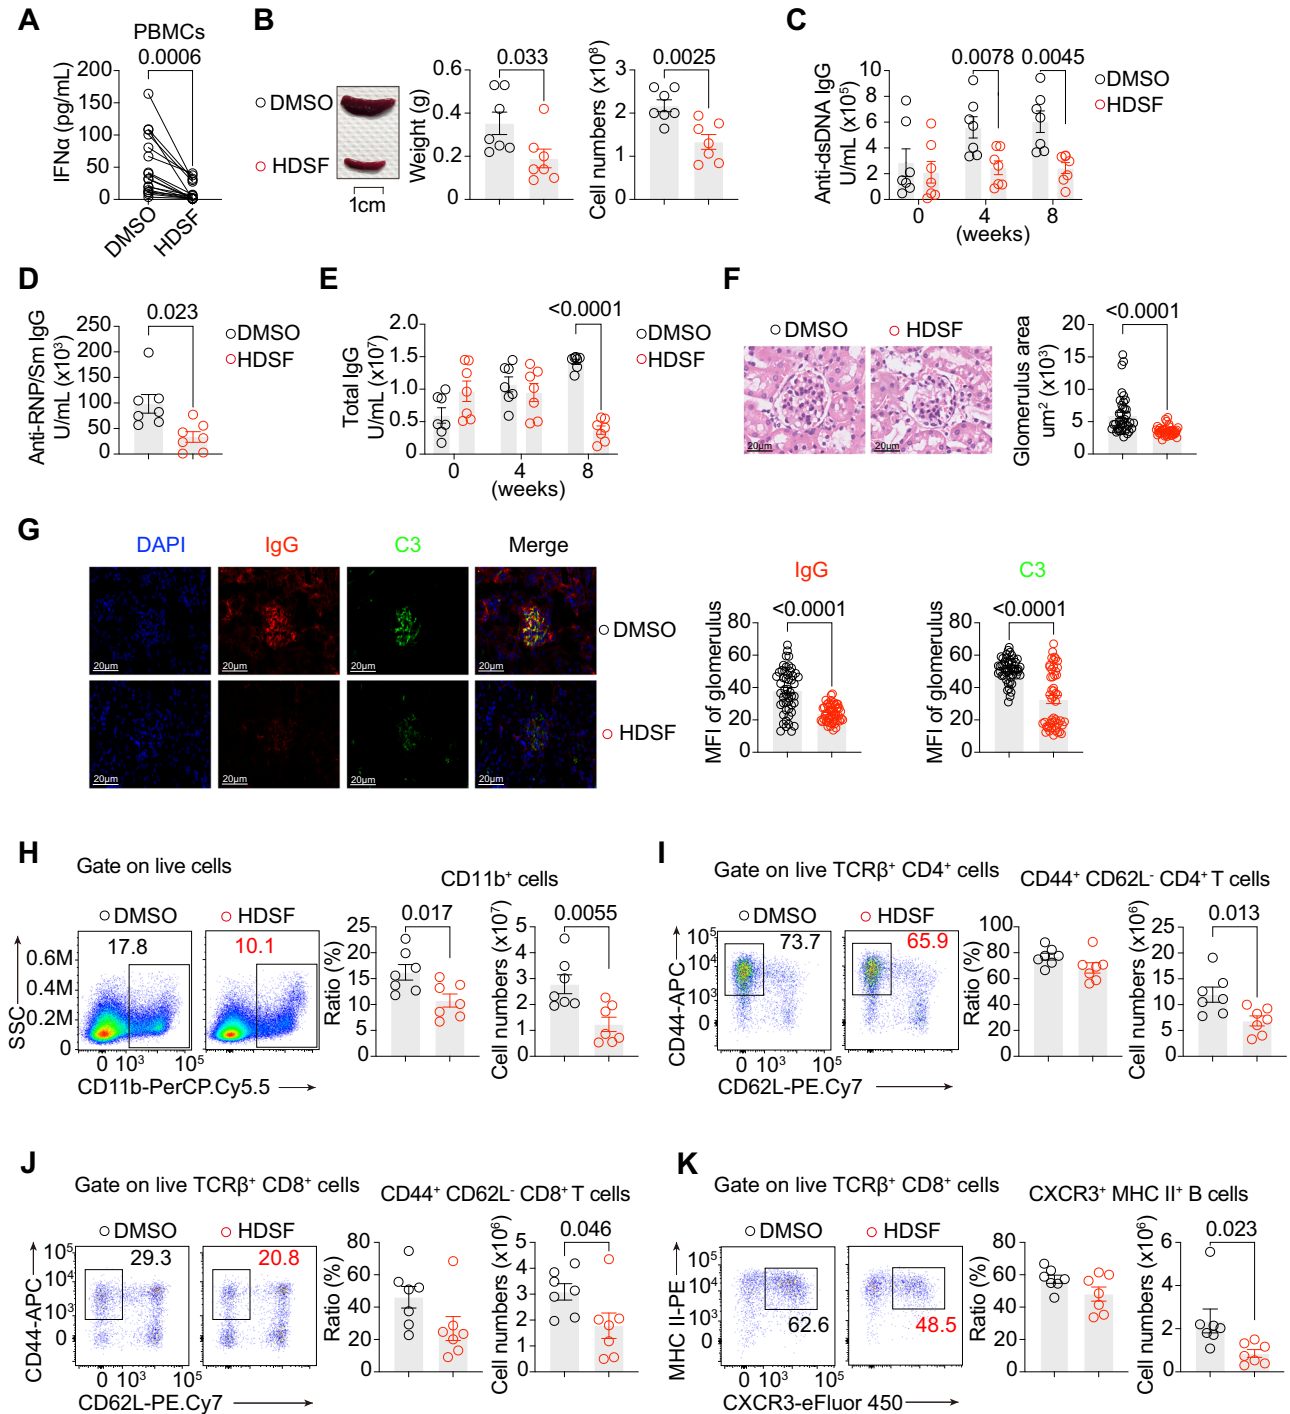 A
PBMCs
0.0006
IFNα (pg/mL)
200
150
100
50
0
DMSO
HDSF
B
DMSO
HDSF
1cm
0.033
Weight (g)
0.6
0.4
0.2
0
0.0025
Cell numbers (x10⁸)
3
2
1
0
C
0.0078
0.0045
Anti-dsDNA IgG
U/mL (x10⁵)
10
8
6
4
2
0
0
4
8
(weeks)
DMSO
HDSF
D
0.023
Anti-RNP/Sm IgG
U/mL (x10³)
250
200
150
100
50
0
DMSO
HDSF
E
<0.0001
Total IgG
U/mL (x10⁷)
2.0
1.5
1.0
0.5
0
0
4
8
(weeks)
DMSO
HDSF
F
DMSO
HDSF
20µm
20µm
<0.0001
Glomerulus area
um² (x10³)
20
15
10
5
0
G
DAPI
IgG
C3
Merge
20µm
20µm
20µm
20µm
DMSO
20µm
20µm
20µm
20µm
HDSF
IgG
<0.0001
MFI of glomerulus
80
60
40
20
0
C3
<0.0001
MFI of glomerulus
80
60
40
20
0
H
Gate on live cells
DMSO
HDSF
17.8
10.1
SSC
0.6M
0.4M
0.2M
0
0 10³ 10⁵
CD11b-PerCP.Cy5.5
CD11b⁺ cells
0.017
Ratio (%)
25
20
15
10
5
0
0.0055
Cell numbers (x10⁷)
5
4
3
2
1
0
I
Gate on live TCRβ⁺ CD4⁺ cells
DMSO
HDSF
73.7
65.9
CD44-APC
10⁵
10⁴
10³
0
0 10³ 10⁵
CD62L-PE.Cy7
CD44⁺ CD62L⁻ CD4⁺ T cells
Ratio (%)
100
80
60
40
20
0
0.013
Cell numbers (x10⁶)
25
20
15
10
5
0
J
Gate on live TCRβ⁺ CD8⁺ cells
DMSO
HDSF
29.3
20.8
CD44-APC
10⁵
10⁴
10³
0
0 10³ 10⁵
CD62L-PE.Cy7
CD44⁺ CD62L⁻ CD8⁺ T cells
Ratio (%)
80
60
40
20
0
0.046
Cell numbers (x10⁶)
5
4
3
2
1
0
K
Gate on live TCRβ⁺ CD8⁺ cells
DMSO
HDSF
62.6
48.5
MHC II-PE
10⁵
10⁴
10³
0
0 10³ 10⁵
CXCR3-eFluor 450
CXCR3⁺ MHC II⁺ B cells
Ratio (%)
80
60
40
20
0
0.023
Cell numbers (x10⁶)
6
4
2
0